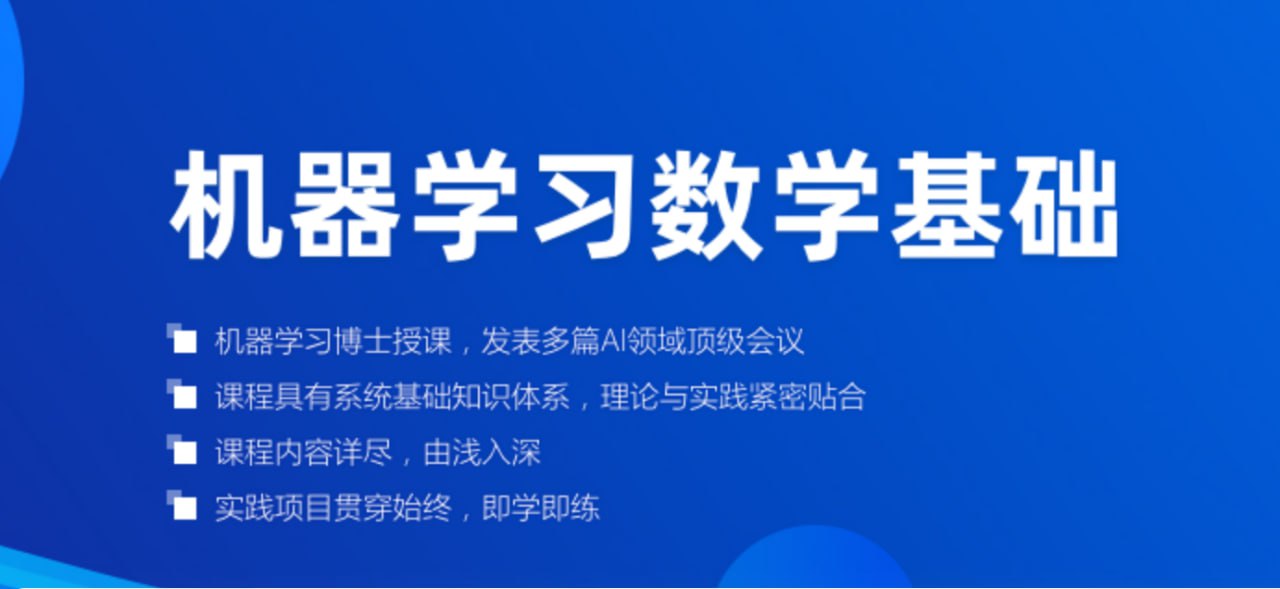 机器学习数学基础
机器学习博士授课，发表多篇AI领域顶级会议
课程具有系统基础知识体系，理论与实践紧密贴合
课程内容详尽，由浅入深
实践项目贯穿始终，即学即练